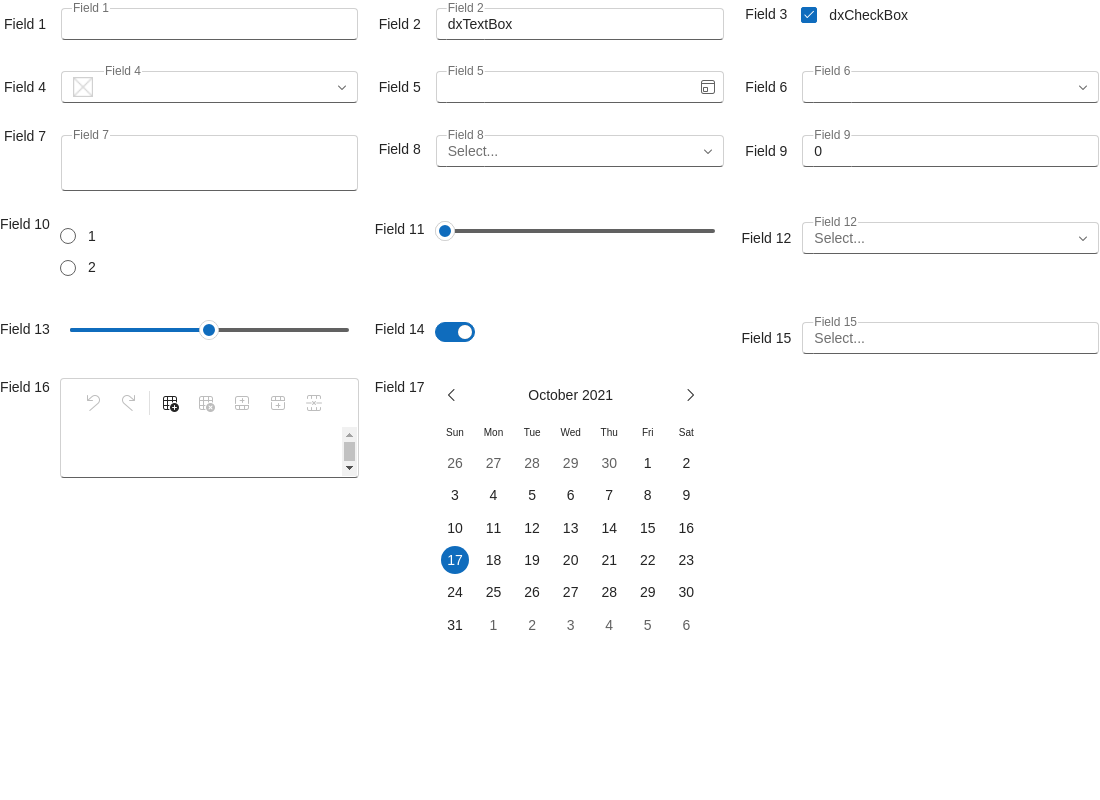 Field 1
Field 1
Field 2
Field 2
dxTextBox
Field 3
dxCheckBox
Field 4
Field 4
Field 5
Field 5
Field 6
Field 6
Field 7
Field 7
Field 8
Field 8
Select...
Field 9
Field 9
0
Field 10
1
2
Field 11
Field 12
Field 12
Select...
Field 13
Field 14
Field 15
Field 15
Select...
Field 16
Field 17
October 2021
Sun Mon Tue Wed Thu Fri Sat
26 27 28 29 30 1 2
3 4 5 6 7 8 9
10 11 12 13 14 15 16
17 18 19 20 21 22 23
24 25 26 27 28 29 30
31 1 2 3 4 5 6